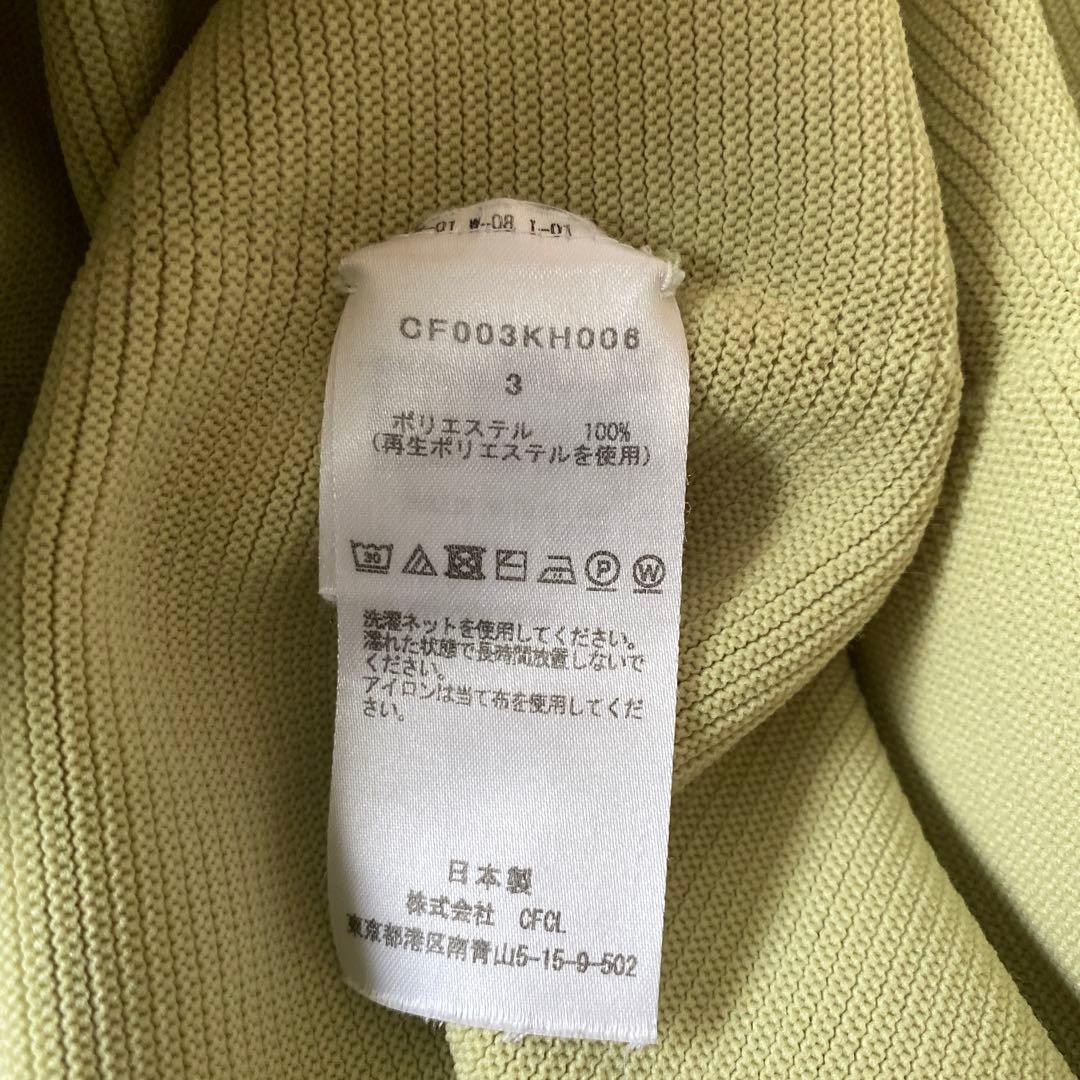 -01 W-08 I-01
CF003KH006
3
ポリエステル 100%
(再生ポリエステルを使用)
30
P W
洗濯ネットを使用してください。
濡れた状態で長時間放置しないで
ください。
アイロンは当て布を使用してくだ
さい。
日本製
株式会社 CFCL
東京都港区南青山5-15-9-502